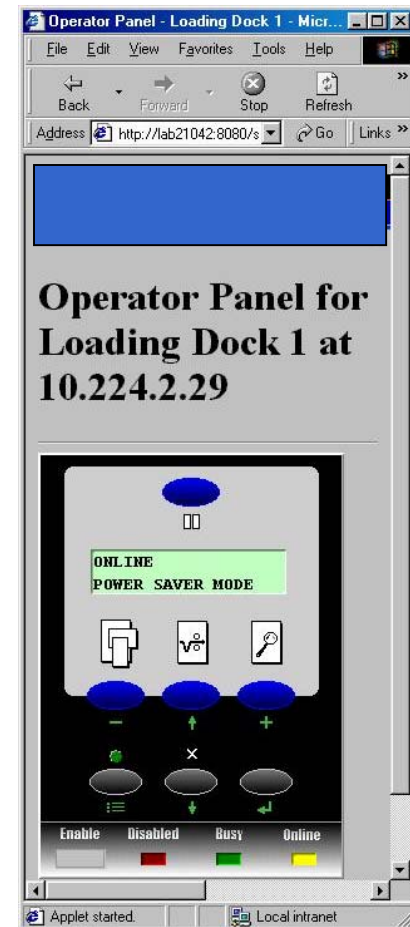 Operator Panel - Loading Dock 1 - Micr...
File Edit View Favorites Tools Help
Back Forward Stop Refresh »
Address http://lab21042:8080/s Go Links »
Operator Panel for
Loading Dock 1 at
10.224.2.29
ONLINE
POWER SAVER MODE
Enable Disabled Busy Online
Applet started. Local intranet